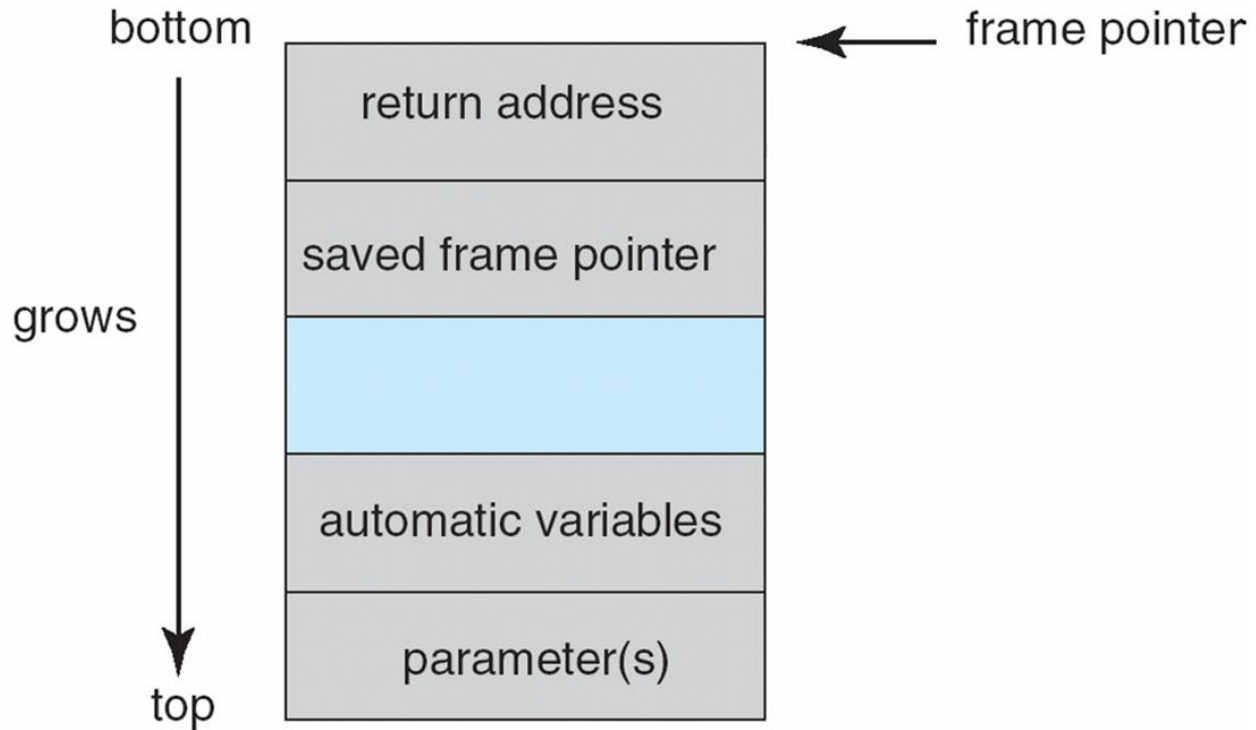 bottom
frame pointer
return address
saved frame pointer
grows
automatic variables
parameter(s)
top